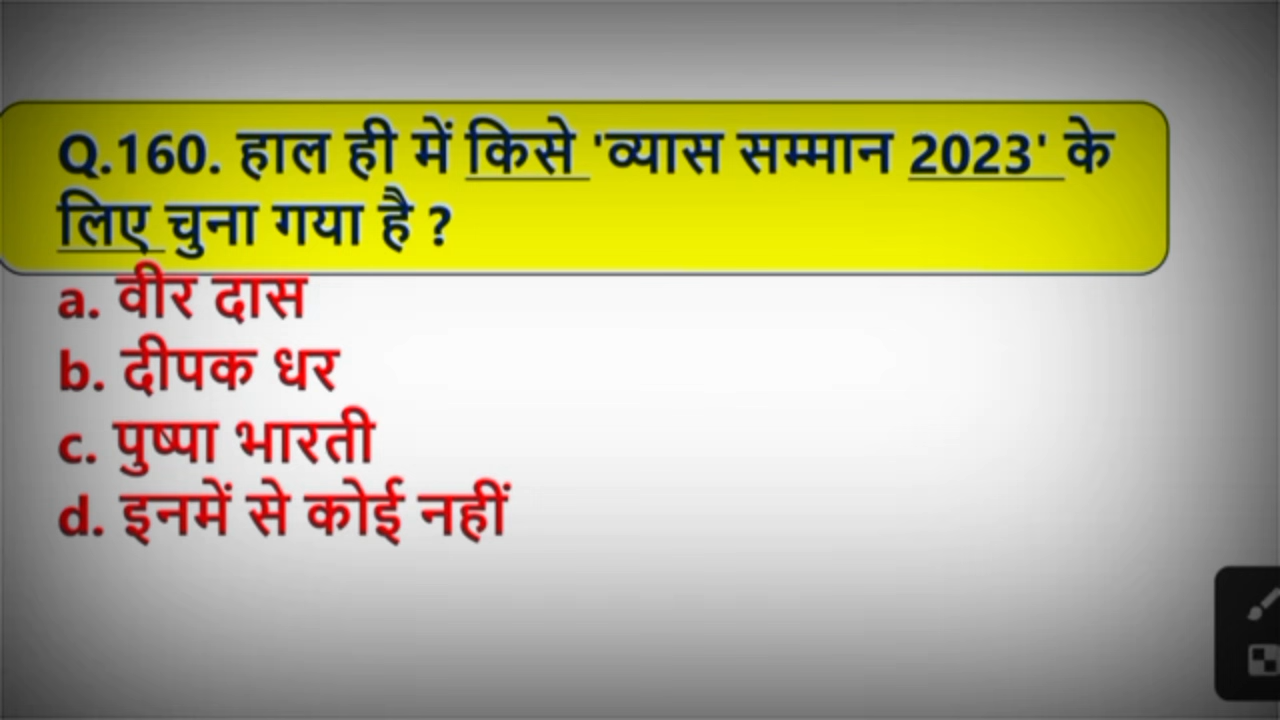 Q.160. हाल ही में किसे 'व्यास सम्मान 2023' के
लिए चुना गया है ?
a. वीर दास
b. दीपक धर
c. पुष्पा भारती
d. इनमें से कोई नहीं